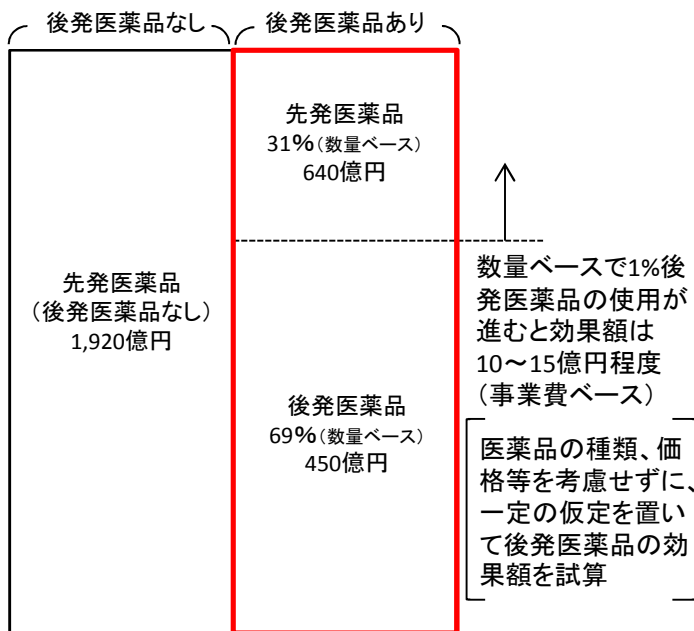 後発医薬品なし
後発医薬品あり
先発医薬品
31%(数量ベース)
640億円
先発医薬品
(後発医薬品なし)
1,920億円
後発医薬品
69%(数量ベース)
450億円
数量ベースで1%後
発医薬品の使用が
進むと効果額は
10～15億円程度
(事業費ベース)
医薬品の種類、価
格等を考慮せずに、
一定の仮定を置い
て後発医薬品の効
果額を試算